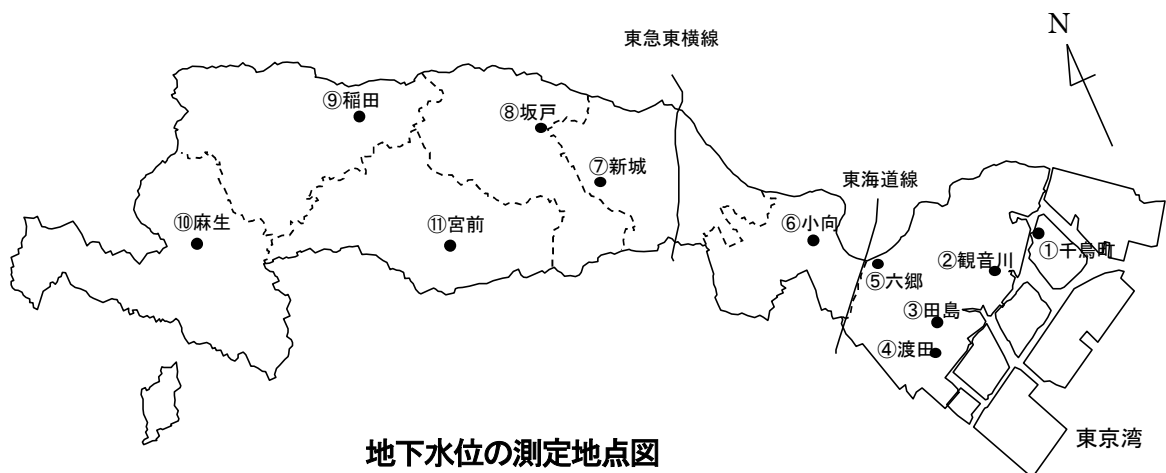 N
東急東横線
⑨稲田
⑧坂戸
⑦新城
東海道線
⑩麻生
⑪宮前
⑥小向
①千鳥町
②観音川
⑤六郷
③田島
④渡田
東京湾
地下水位の測定地点図